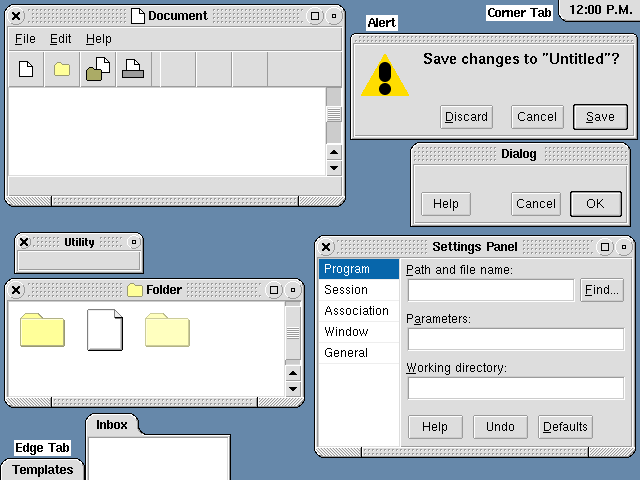 Document
File Edit Help
Alert
Corner Tab
12:00 P.M.
Save changes to "Untitled"?
Discard Cancel Save
Dialog
Help Cancel OK
Utility
Folder
Settings Panel
Program
Session
Association
Window
General
Path and file name:
Find...
Parameters:
Working directory:
Help Undo Defaults
Inbox
Edge Tab
Templates